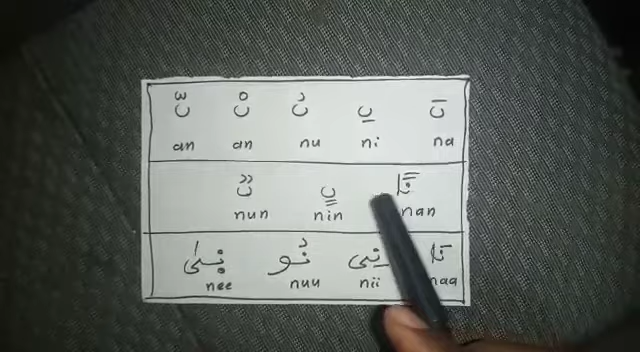 نَ نِ نُ نْ نّ
an an nu ni na
نًا نٍ نٌ
nun nin nan
نَا نِى نُو نٜىٰ
nee nuu nii naa